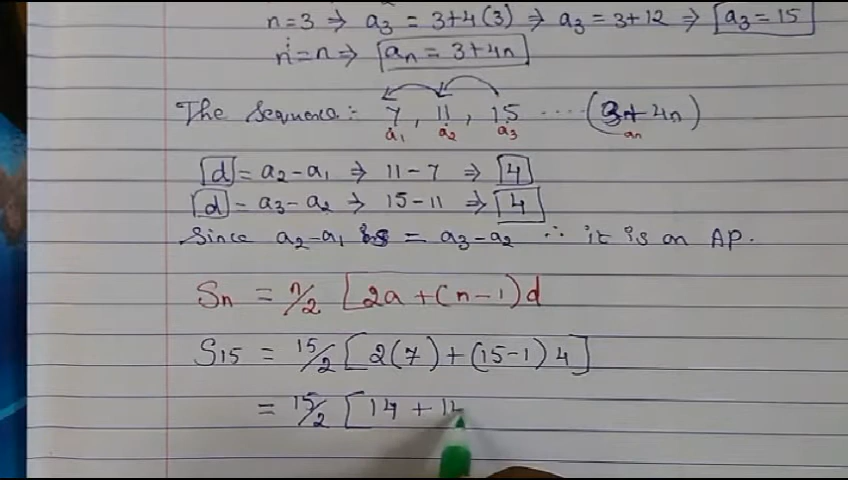 n=3 ⇒ a₃ = 3+4(3) ⇒ a₃ = 3+12 ⇒ a₃ = 15
n=n ⇒ aₙ = 3+4n
The Sequence:- 7, 11, 15 ....(3+4n)
a₁ a₂ a₃ aₙ
d = a₂-a₁ ⇒ 11-7 ⇒ 4
d = a₃-a₂ → 15-11 ⇒ 4
Since a₂-a₁ = a₃-a₂ ∴ it is an AP.
Sn = n/2 [2a+(n-1)d
S15 = 15/2 [2(7)+(15-1)4]
= 15/2 [14+14